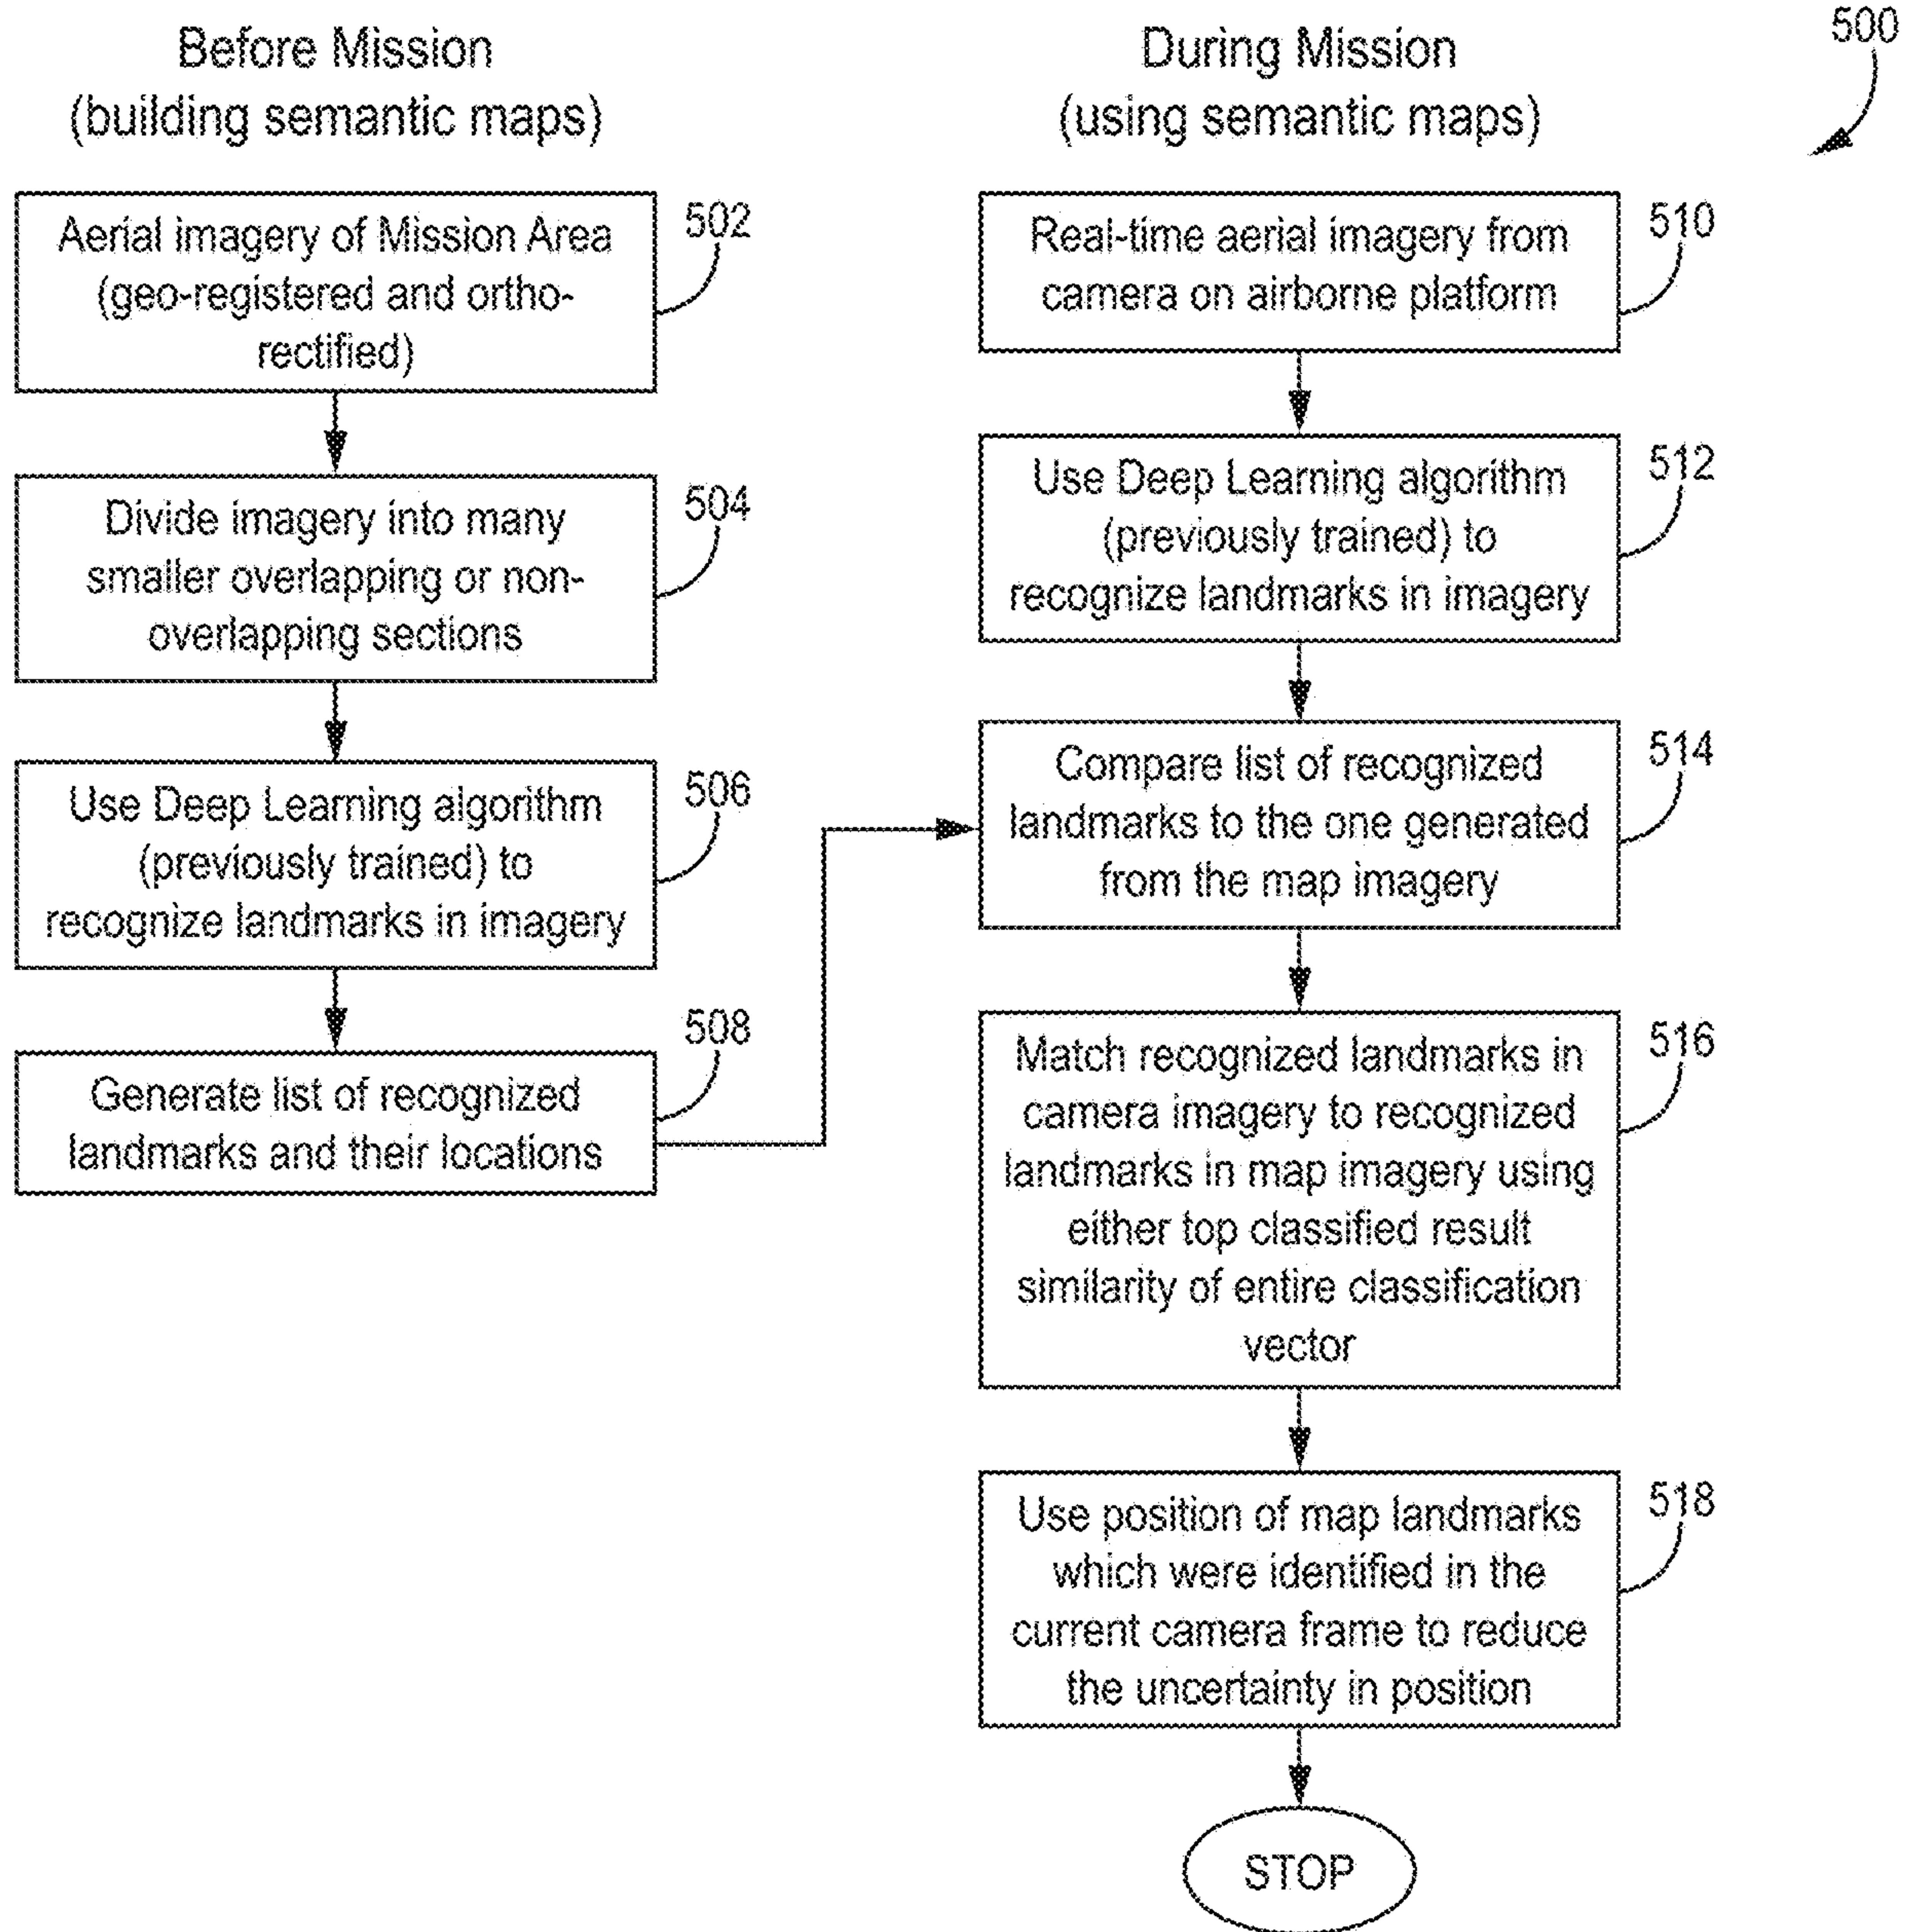 500
Before Mission
(building semantic maps)
502
Aerial imagery of Mission Area
(geo-registered and ortho-
rectified)
504
Divide imagery into many
smaller overlapping or non-
overlapping sections
506
Use Deep Learning algorithm
(previously trained) to
recognize landmarks in imagery
508
Generate list of recognized
landmarks and their locations
During Mission
(using semantic maps)
510
Real-time aerial imagery from
camera on airborne platform
512
Use Deep Learning algorithm
(previously trained) to
recognize landmarks in imagery
514
Compare list of recognized
landmarks to the one generated
from the map imagery
516
Match recognized landmarks in
camera imagery to recognized
landmarks in map imagery using
either top classified result
similarity of entire classification
vector
518
Use position of map landmarks
which were identified in the
current camera frame to reduce
the uncertainty in position
STOP